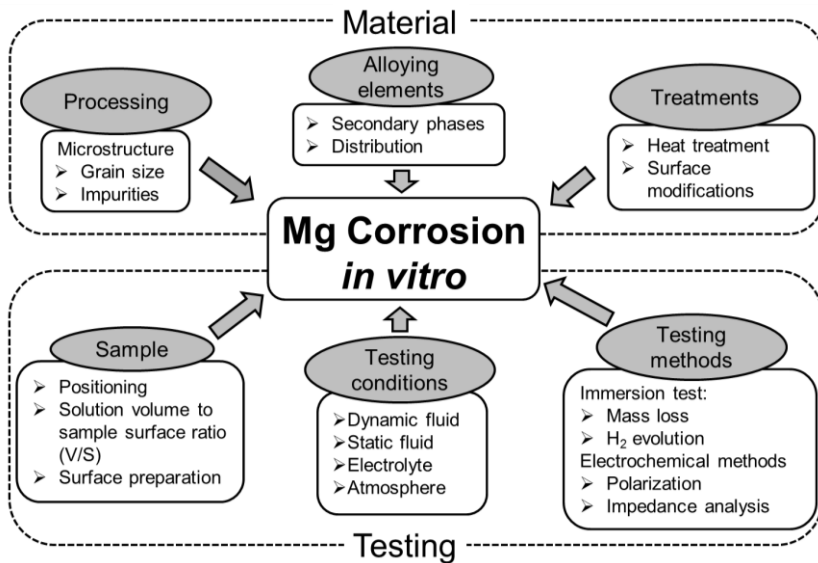 Material
Processing
Microstructure
➢ Grain size
➢ Impurities
Alloying
elements
➢ Secondary phases
➢ Distribution
Treatments
➢ Heat treatment
➢ Surface
modifications
Mg Corrosion
in vitro
Sample
➢ Positioning
➢ Solution volume to
sample surface ratio
(V/S)
➢ Surface preparation
Testing
conditions
➢Dynamic fluid
➢Static fluid
➢Electrolyte
➢Atmosphere
Testing
methods
Immersion test:
➢ Mass loss
➢ H₂ evolution
Electrochemical methods
➢ Polarization
➢ Impedance analysis
Testing